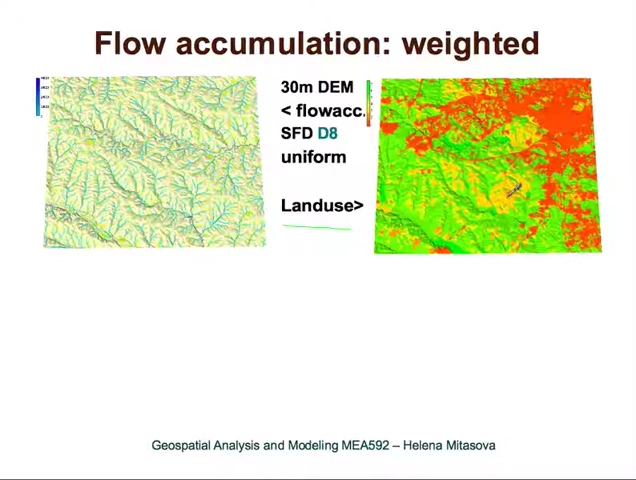 Flow accumulation: weighted
30m DEM
< flowacc.
SFD D8
uniform
Landuse>
Geospatial Analysis and Modeling MEA592 – Helena Mitasova